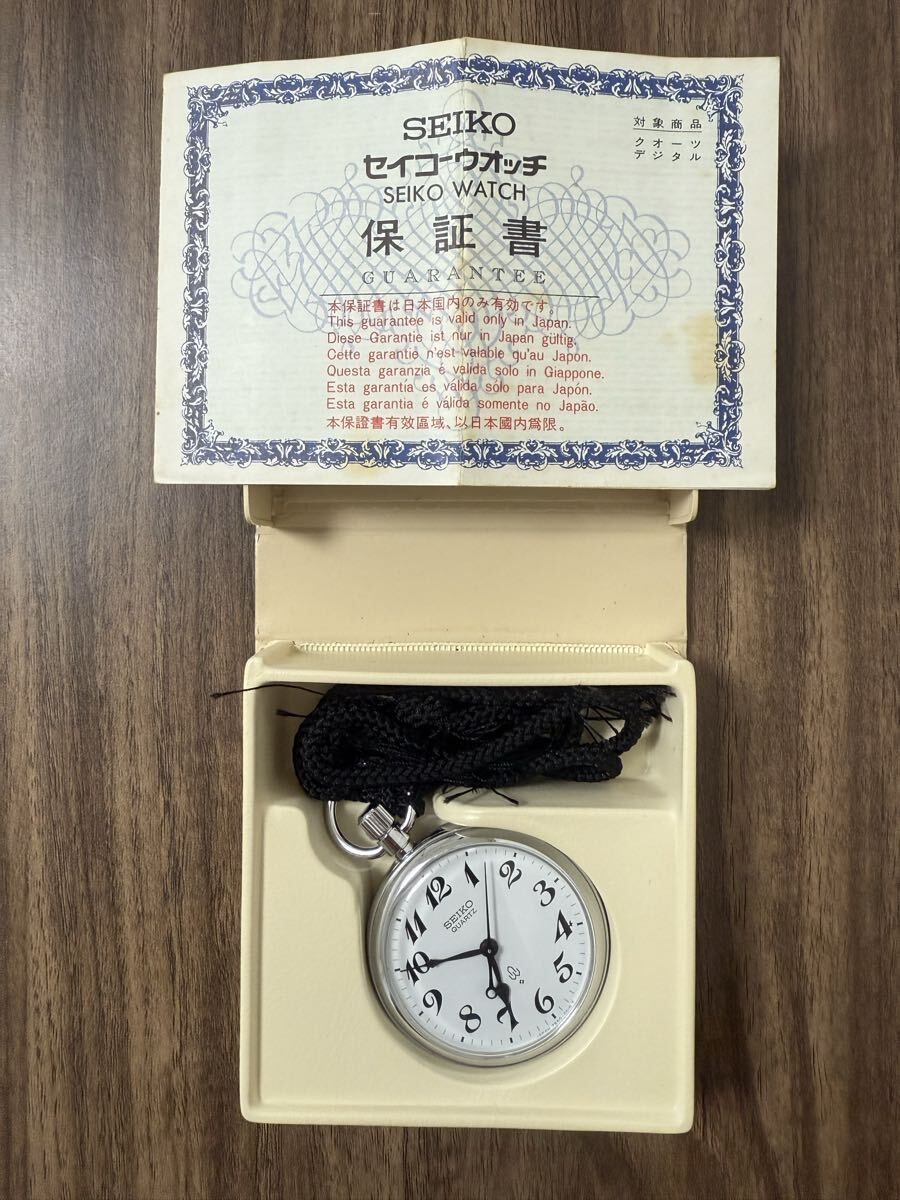 SEIKO
セイコーウオッチ
SEIKO WATCH
保証書
GUARANTEE
対象商品
クオーツ
デジタル
本保証書は日本国内のみ有効です。
This guarantee is valid only in Japan.
Diese Garantie ist nur in Japan gültig.
Cette garantie n'est valable qu'au Japon.
Questa garanzia è valida solo in Giappone.
Esta garantía es válida sólo para Japón.
Esta garantia é válida somente no Japão.
本保證書有效區域、以日本國内爲限。
SEIKO
QUARTZ
12
1
2
3
4
5
6
7
8
9
10
11